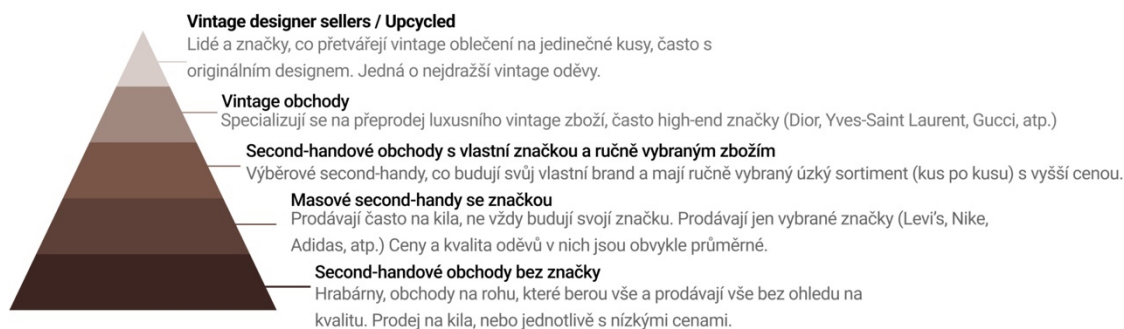 Vintage designer sellers / Upcycled
Lidé a značky, co přetvářejí vintage oblečení na jedinečné kusy, často s
originálním designem. Jedná o nejdražší vintage oděvy.
Vintage obchody
Specializují se na přeprodej luxusního vintage zboží, často high-end značky (Dior, Yves-Saint Laurent, Gucci, atp.)
Second-handové obchody s vlastní značkou a ručně vybraným zbožím
Výběrové second-handy, co budují svůj vlastní brand a mají ručně vybraný úzký sortiment (kus po kusu) s vyšší cenou.
Masové second-handy se značkou
Prodávají často na kila, ne vždy budují svojí značku. Prodávají jen vybrané značky (Levi's, Nike,
Adidas, atp.) Ceny a kvalita oděvů v nich jsou obvykle průměrné.
Second-handové obchody bez značky
Hrabárny, obchody na rohu, které berou vše a prodávají vše bez ohledu na
kvalitu. Prodej na kila, nebo jednotlivě s nízkými cenami.